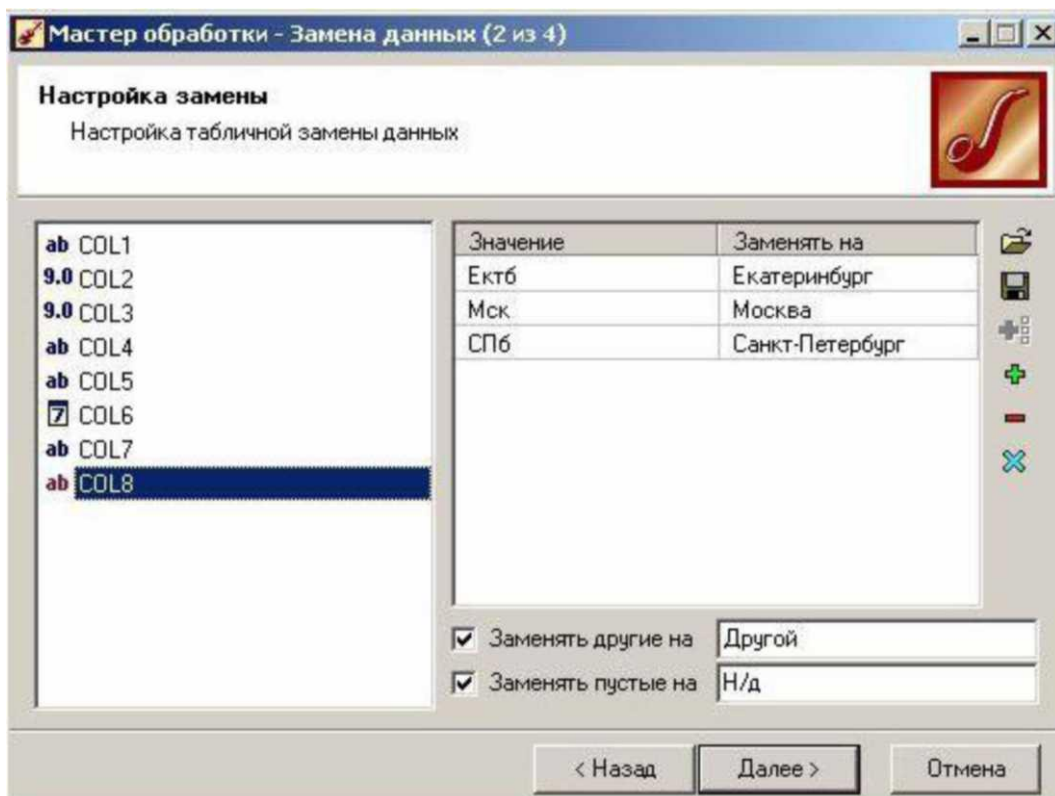 Мастер обработки - Замена данных (2 из 4)
Настройка замены
Настройка табличной замены данных
ab COL1
9.0 COL2
9.0 COL3
ab COL4
ab COL5
7 COL6
ab COL7
ab COL8
Значение Заменять на
Ектб Екатеринбург
Мск Москва
СПб Санкт-Петербург
Заменять другие на Другой
Заменять пустые на Н/д
< Назад Далее > Отмена